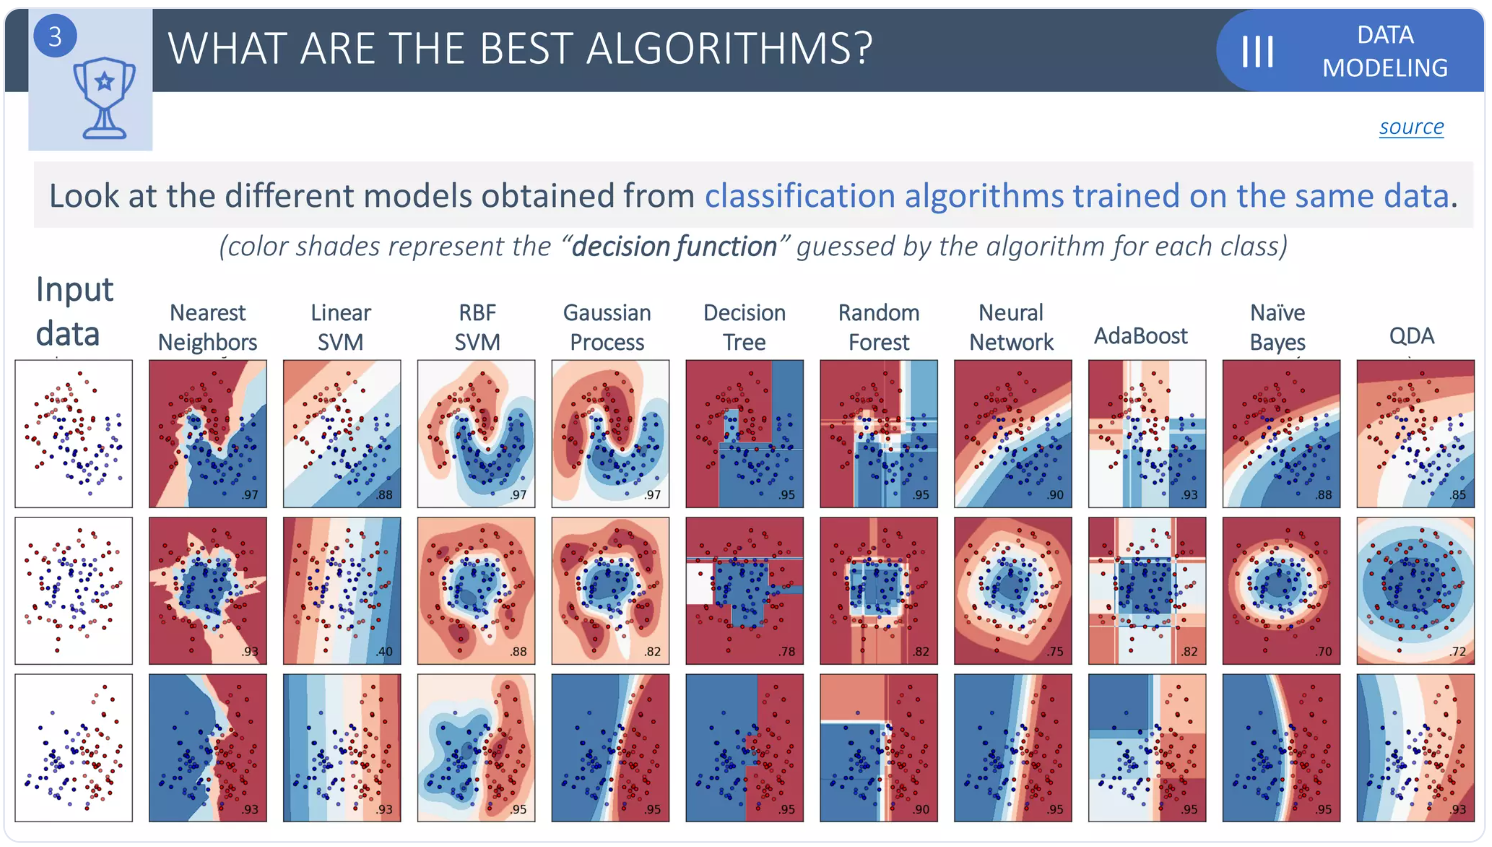 3
WHAT ARE THE BEST ALGORITHMS?
III
DATA
MODELING
source
Look at the different models obtained from classification algorithms trained on the same data.
(color shades represent the “decision function” guessed by the algorithm for each class)
Input
data
Nearest
Neighbors
Linear
SVM
RBF
SVM
Gaussian
Process
Decision
Tree
Random
Forest
Neural
Network
AdaBoost
Naïve
Bayes
QDA
.97 .88 .97 .97 .95 .95 .90 .93 .88 .85
.93 .40 .88 .82 .78 .82 .75 .82 .70 .72
.93 .93 .95 .95 .95 .90 .95 .95 .95 .93